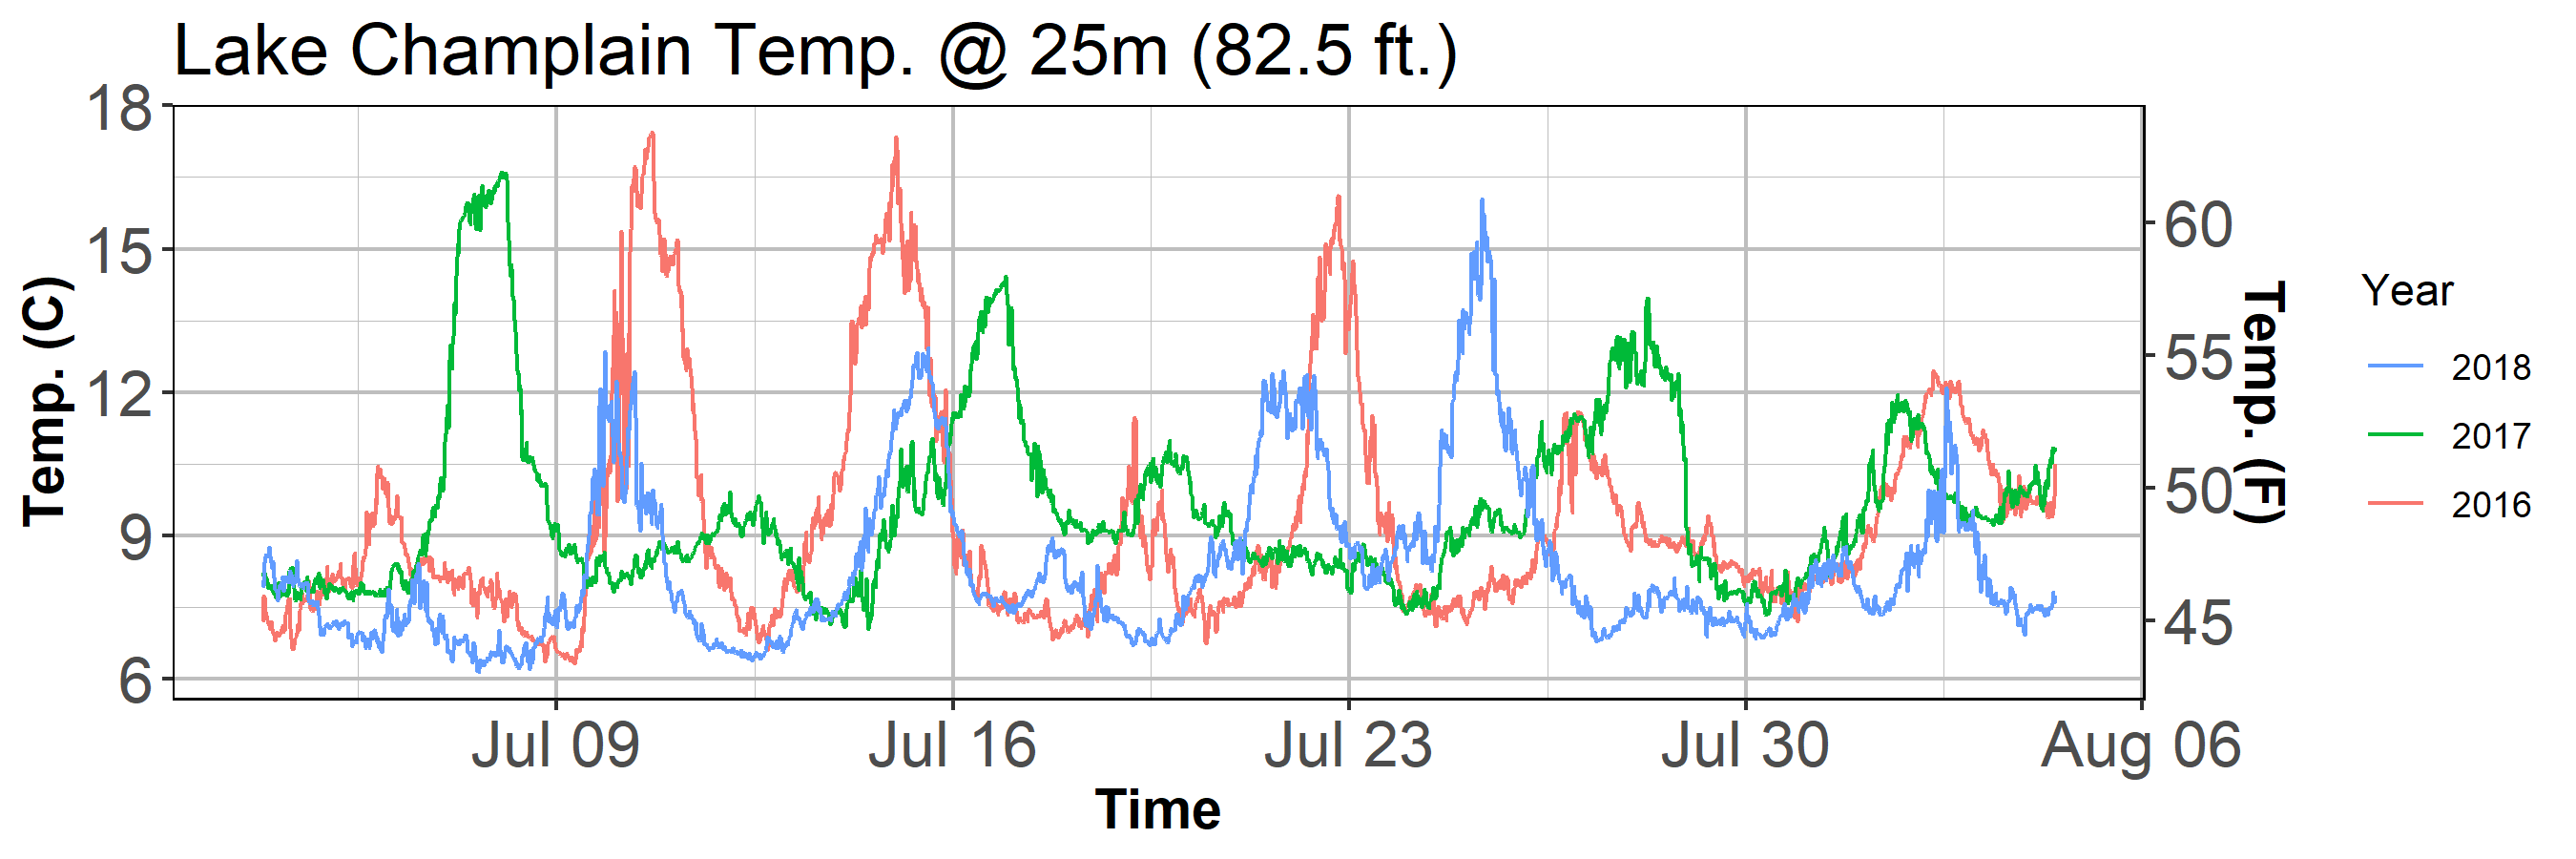 Lake Champlain Temp. @ 25m (82.5 ft.)
18
15
12
9
6
Temp. (C)
60
55
50
45
Temp. (F)
Jul 09
Jul 16
Jul 23
Jul 30
Aug 06
Time
Year
2018
2017
2016